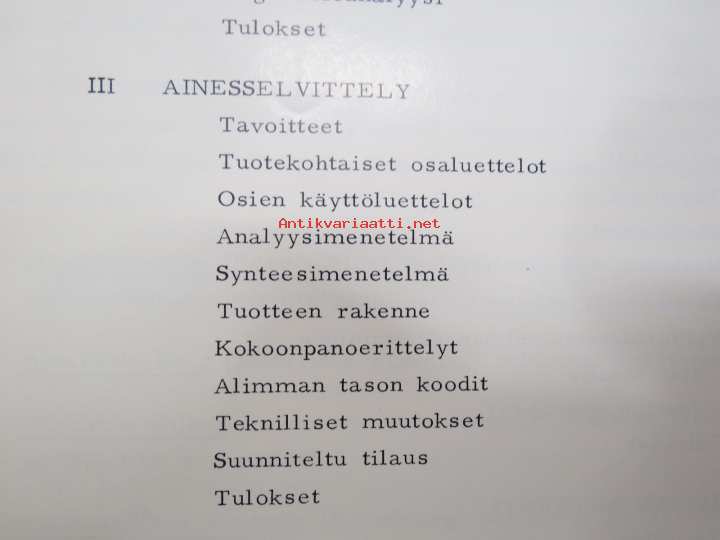 Tulokset
III AINESSELVITTELY
Tavoitteet
Tuotekohtaiset osaluettelot
Osien käyttöluettelot
Antikvariaatti.net
Analyysimenetelmä
Synteesimenetelmä
Tuotteen rakenne
Kokoonpanoerittelyt
Alimman tason koodit
Teknilliset muutokset
Suunniteltu tilaus
Tulokset